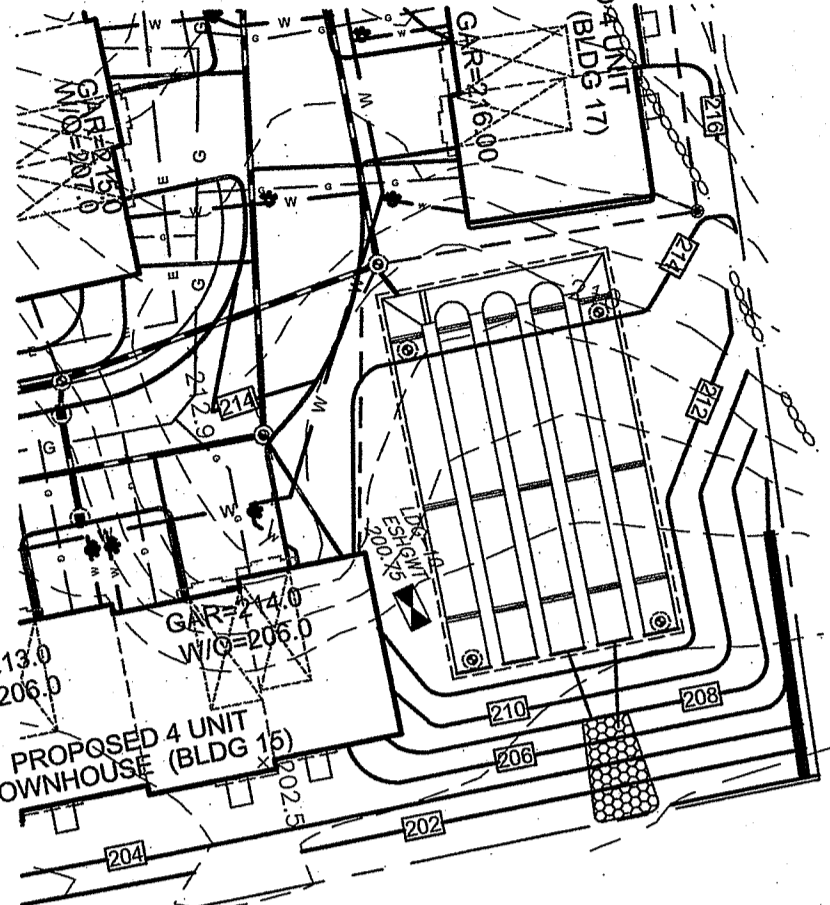 4 UNIT
(BLDG 17)
GAR=216.00
216
GAR=215.0
W/O=207.0
W
W
W
G
G
G
E
E
G
G
W
G
W
G
W
214
210
212
212.9
214
W
G
W
LDG-10
ESHGWT
200.75
GAR=214.0
W/O=206.0
13.0
206.0
PROPOSED 4 UNIT
OWNHOUSE (BLDG 15)
202.5
210
208
206
202
204